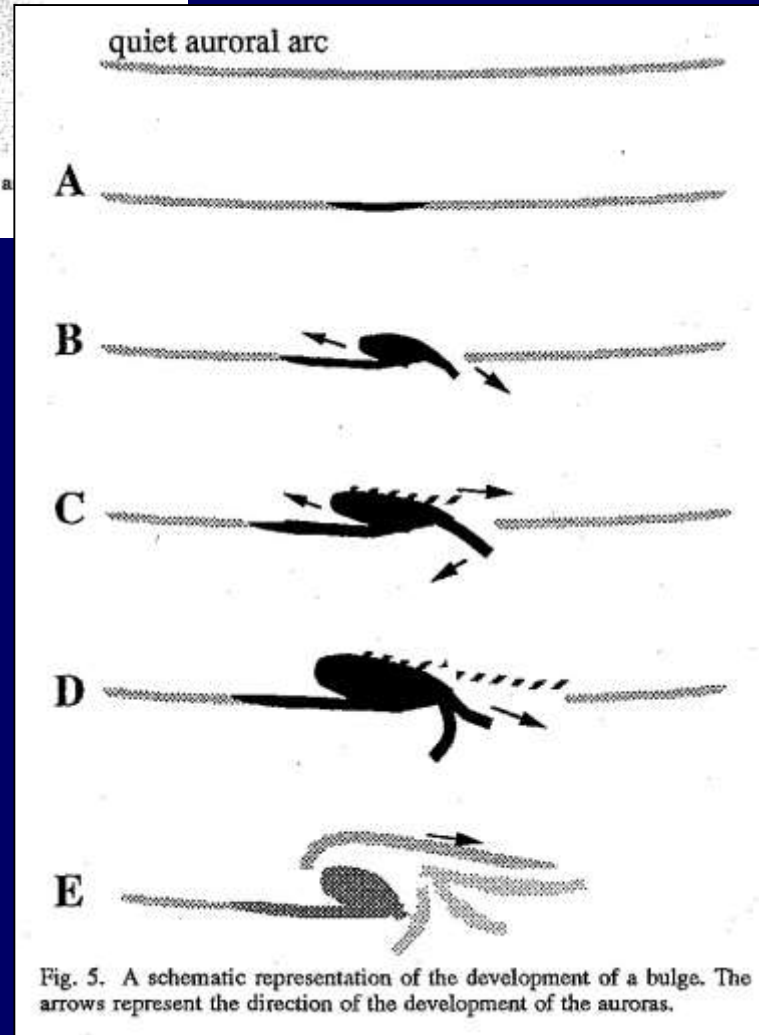 quiet auroral arc
a
A
B
C
D
E
Fig. 5. A schematic representation of the development of a bulge. The
arrows represent the direction of the development of the auroras.